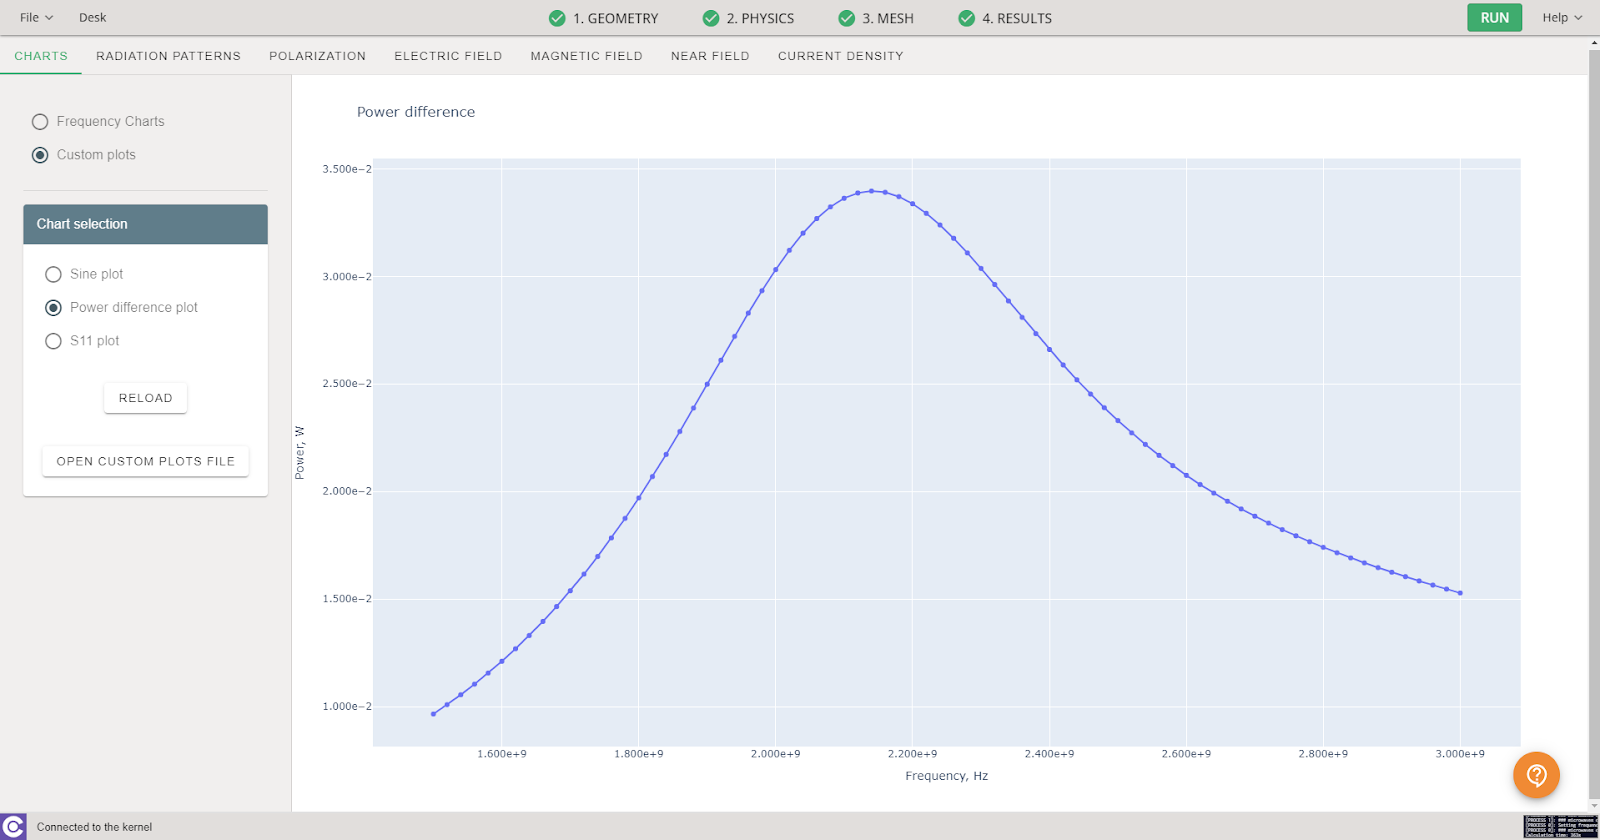 File Desk 1. GEOMETRY 2. PHYSICS 3. MESH 4. RESULTS RUN Help
CHARTS RADIATION PATTERNS POLARIZATION ELECTRIC FIELD MAGNETIC FIELD NEAR FIELD CURRENT DENSITY
Frequency Charts
Custom plots
Chart selection
Sine plot
Power difference plot
S11 plot
RELOAD
OPEN CUSTOM PLOTS FILE
Power difference
3.500e−2
3.000e−2
2.500e−2
2.000e−2
1.500e−2
1.000e−2
Power, W
1.600e+9 1.800e+9 2.000e+9 2.200e+9 2.400e+9 2.600e+9 2.800e+9 3.000e+9
Frequency, Hz
Connected to the kernel